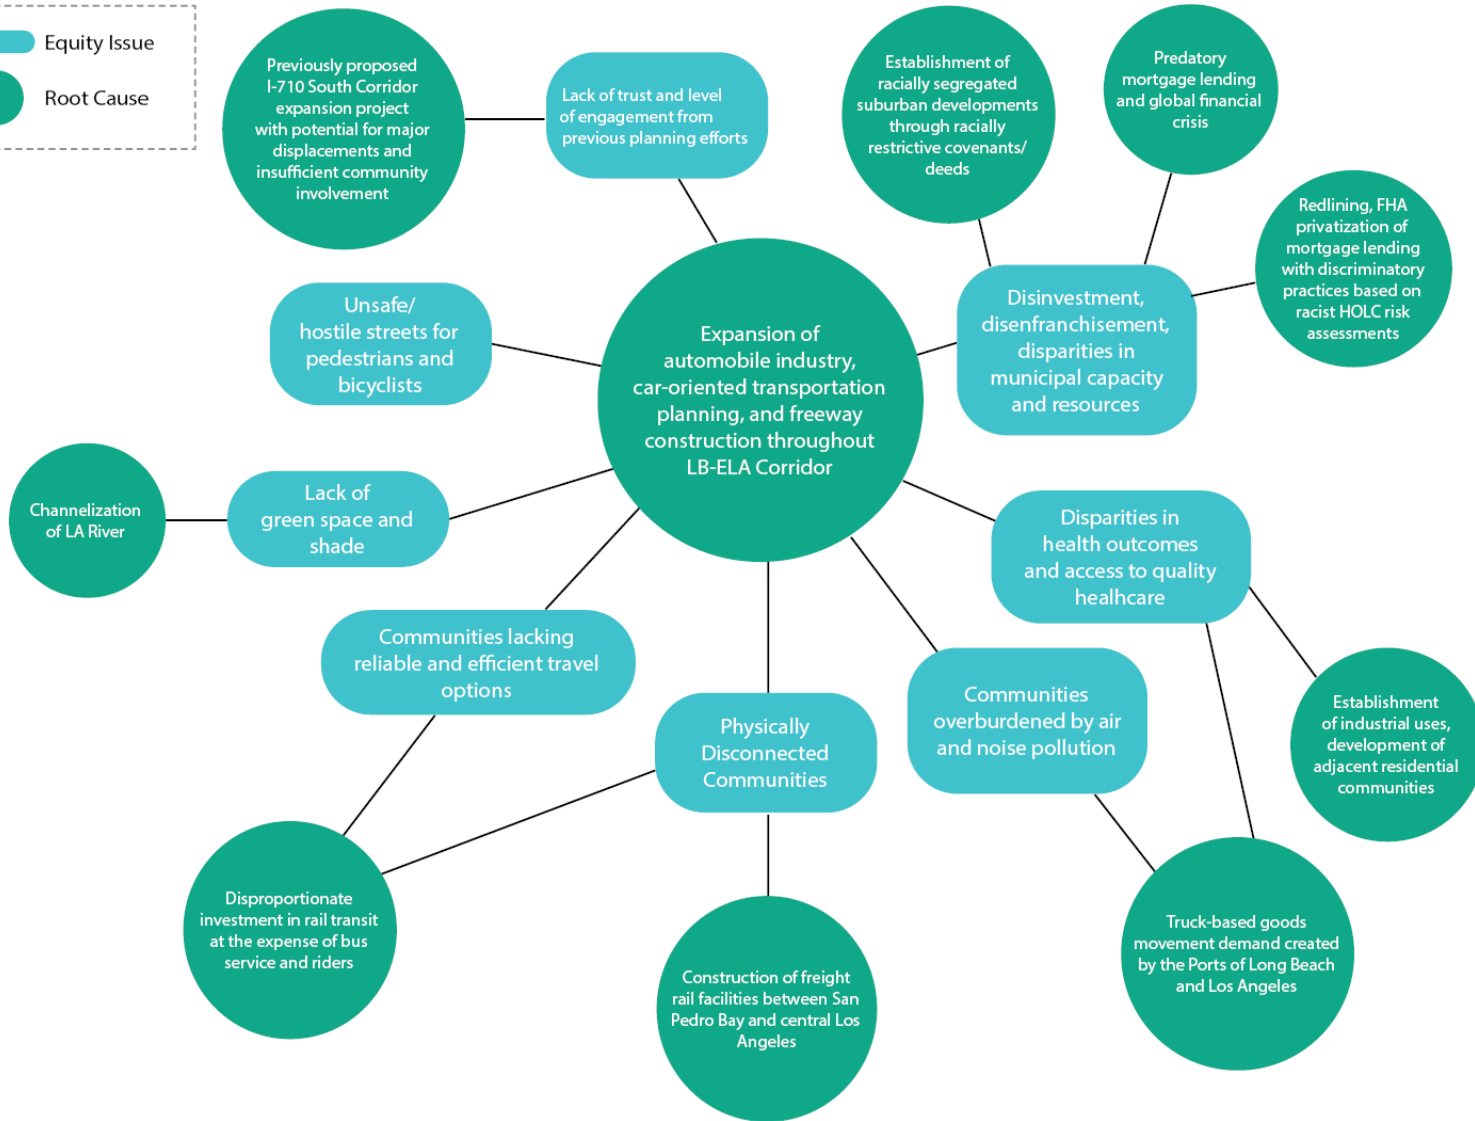 Equity Issue
Root Cause
Previously proposed
I-710 South Corridor
expansion project
with potential for major
displacements and
insufficient community
involvement
Lack of trust and level
of engagement from
previous planning efforts
Establishment of
racially segregated
suburban developments
through racially
restrictive covenants/
deeds
Predatory
mortgage lending
and global financial
crisis
Redlining, FHA
privatization of
mortgage lending
with discriminatory
practices based on
racist HOLC risk
assessments
Unsafe/
hostile streets for
pedestrians and
bicyclists
Expansion of
automobile industry,
car-oriented transportation
planning, and freeway
construction throughout
LB-ELA Corridor
Disinvestment,
disenfranchisement,
disparities in
municipal capacity
and resources
Channelization
of LA River
Lack of
green space and
shade
Disparities in
health outcomes
and access to quality
healhcare
Communities lacking
reliable and efficient travel
options
Physically
Disconnected
Communities
Communities
overburdened by air
and noise pollution
Establishment
of industrial uses,
development of
adjacent residential
communities
Disproportionate
investment in rail transit
at the expense of bus
service and riders
Construction of freight
rail facilities between San
Pedro Bay and central Los
Angeles
Truck-based goods
movement demand created
by the Ports of Long Beach
and Los Angeles